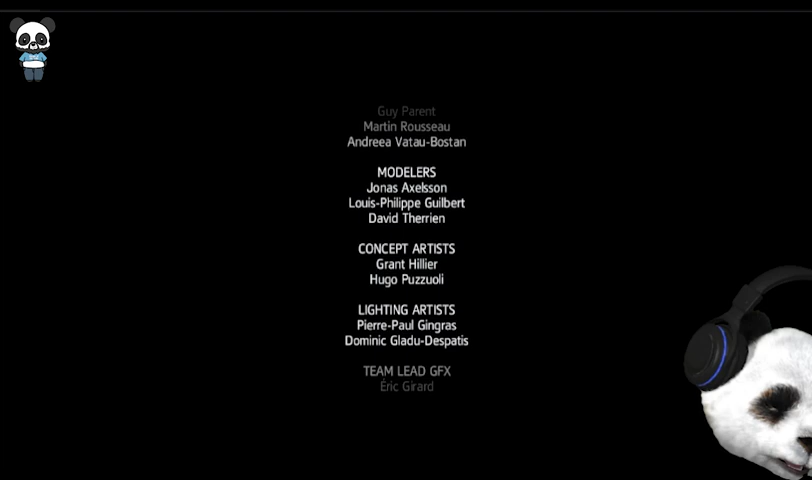 Guy Parent
Martin Rousseau
Andreea Vatau-Bostan
MODELERS
Jonas Axelsson
Louis-Philippe Guilbert
David Therrien
CONCEPT ARTISTS
Grant Hillier
Hugo Puzzuoli
LIGHTING ARTISTS
Pierre-Paul Gingras
Dominic Gladu-Despatis
TEAM LEAD GFX
Éric Girard